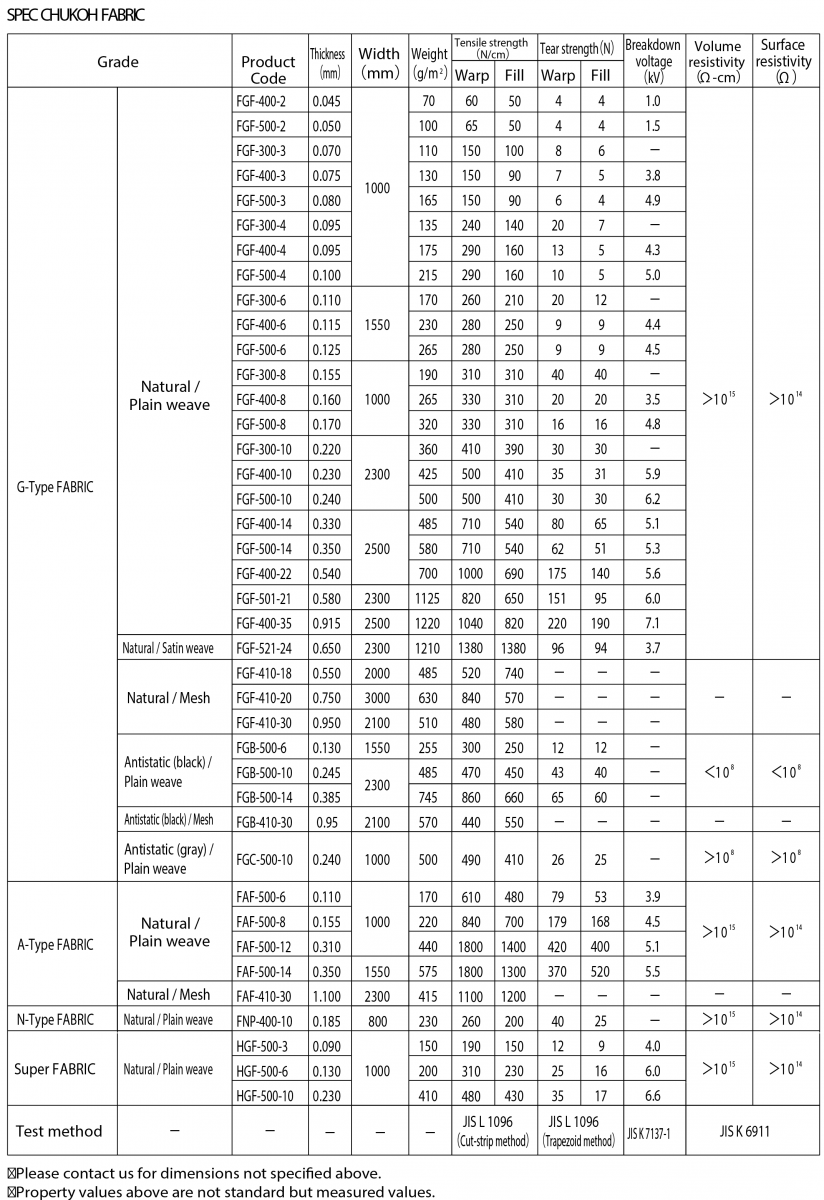 SPEC CHUKOH FABRIC
Grade Product Code Thickness (mm) Width (mm) Weight (g/m²) Tensile strength (N/cm) Warp Fill Tear strength (N) Warp Fill Breakdown voltage (kV) Volume resistivity (Ω-cm) Surface resistivity (Ω)
G-Type FABRIC Natural / Plain weave FGF-400-2 0.045 1000 70 60 50 4 4 1.0 >10¹⁵ >10¹⁴
FGF-500-2 0.050 100 65 50 4 4 1.5
FGF-300-3 0.070 110 150 100 8 6 —
FGF-400-3 0.075 130 150 90 7 5 3.8
FGF-500-3 0.080 165 150 90 6 4 4.9
FGF-300-4 0.095 135 240 140 20 7 —
FGF-400-4 0.095 175 290 160 13 5 4.3
FGF-500-4 0.100 215 290 160 10 5 5.0
FGF-300-6 0.110 1550 170 260 210 20 12 —
FGF-400-6 0.115 230 280 250 9 9 4.4
FGF-500-6 0.125 265 280 250 9 9 4.5
FGF-300-8 0.155 1000 190 310 310 40 40 —
FGF-400-8 0.160 265 330 310 20 20 3.5
FGF-500-8 0.170 320 330 310 16 16 4.8
FGF-300-10 0.220 2300 360 410 390 30 30 —
FGF-400-10 0.230 425 500 410 35 31 5.9
FGF-500-10 0.240 500 500 410 30 30 6.2
FGF-400-14 0.330 2500 485 710 540 80 65 5.1
FGF-500-14 0.350 580 710 540 62 51 5.3
FGF-400-22 0.540 700 1000 690 175 140 5.6
FGF-501-21 0.580 2300 1125 820 650 151 95 6.0
FGF-400-35 0.915 2500 1220 1040 820 220 190 7.1
Natural / Satin weave FGF-521-24 0.650 2300 1210 1380 1380 96 94 3.7
Natural / Mesh FGF-410-18 0.550 2000 485 520 740 — — — — —
FGF-410-20 0.750 3000 630 840 570 — — —
FGF-410-30 0.950 2100 510 480 580 — — —
Antistatic (black) / Plain weave FGB-500-6 0.130 1550 255 300 250 12 12 — <10⁸ <10⁸
FGB-500-10 0.245 2300 485 470 450 43 40 —
FGB-500-14 0.385 745 860 660 65 60 —
Antistatic (black) / Mesh FGB-410-30 0.95 2100 570 440 550 — — — — —
Antistatic (gray) / Plain weave FGC-500-10 0.240 1000 500 490 410 26 25 — >10⁸ >10⁸
A-Type FABRIC Natural / Plain weave FAF-500-6 0.110 1000 170 610 480 79 53 3.9 >10¹⁵ >10¹⁴
FAF-500-8 0.155 220 840 700 179 168 4.5
FAF-500-12 0.310 440 1800 1400 420 400 5.1
FAF-500-14 0.350 1550 575 1800 1300 370 520 5.5
Natural / Mesh FAF-410-30 1.100 2300 415 1100 1200 — — — — —
N-Type FABRIC Natural / Plain weave FNP-400-10 0.185 800 230 260 200 40 25 — >10¹⁵ >10¹⁴
Super FABRIC Natural / Plain weave HGF-500-3 0.090 1000 150 190 150 12 9 4.0 >10¹⁵ >10¹⁴
HGF-500-6 0.130 200 310 230 25 16 6.0
HGF-500-10 0.230 410 480 430 35 17 6.6
Test method — — — — — JIS L 1096 (Cut-strip method) JIS L 1096 (Trapezoid method) JIS K 7137-1 JIS K 6911
Please contact us for dimensions not specified above.
Property values above are not standard but measured values.